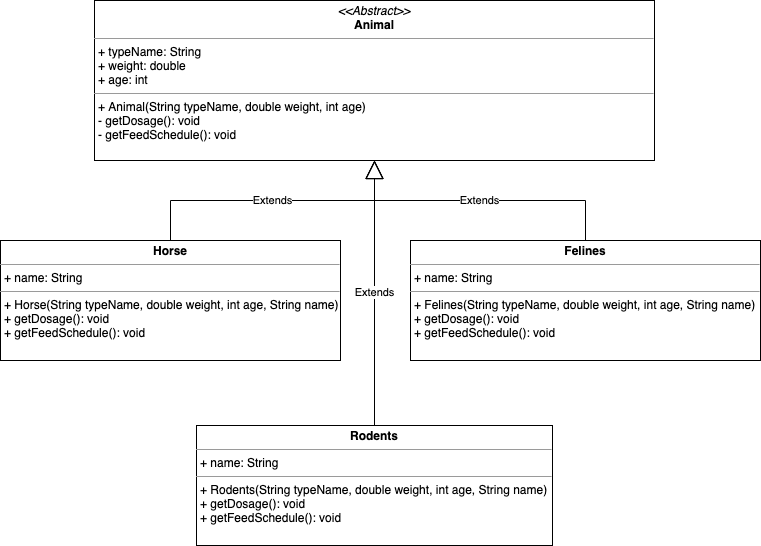 <<Abstract>>
Animal
+ typeName: String
+ weight: double
+ age: int
+ Animal(String typeName, double weight, int age)
- getDosage(): void
- getFeedSchedule(): void
Extends
Extends
Horse
+ name: String
+ Horse(String typeName, double weight, int age, String name)
+ getDosage(): void
+ getFeedSchedule(): void
Extends
Felines
+ name: String
+ Felines(String typeName, double weight, int age, String name)
+ getDosage(): void
+ getFeedSchedule(): void
Rodents
+ name: String
+ Rodents(String typeName, double weight, int age, String name)
+ getDosage(): void
+ getFeedSchedule(): void